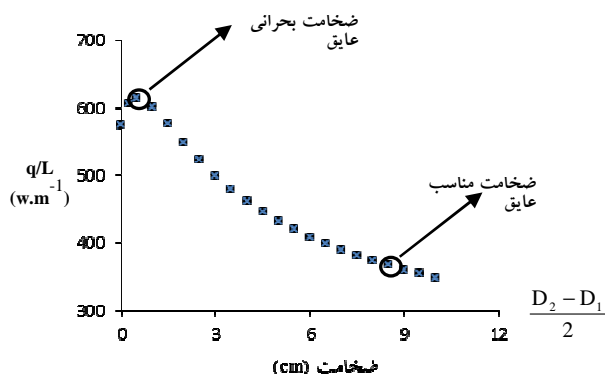 ضخامت بحرانی
عایق
700
600
500
400
300
q/L
(w.m⁻¹)
ضخامت مناسب
عایق
0
3
6
9
12
ضخامت (cm)
D₂ − D₁
2